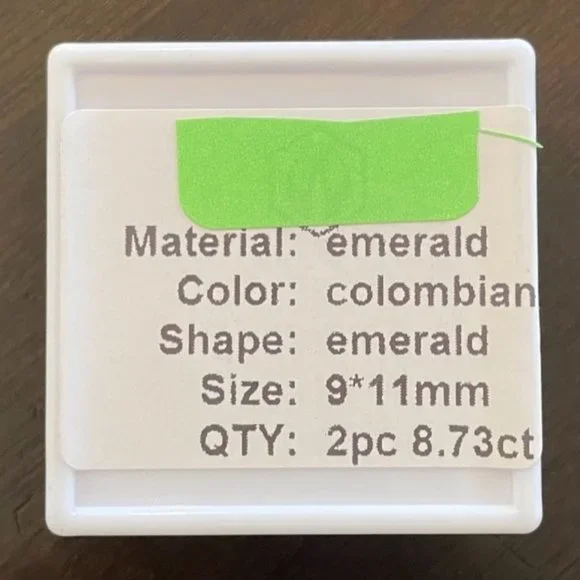 Material: emerald
Color: colombian
Shape: emerald
Size: 9*11mm
QTY: 2pc 8.73ct